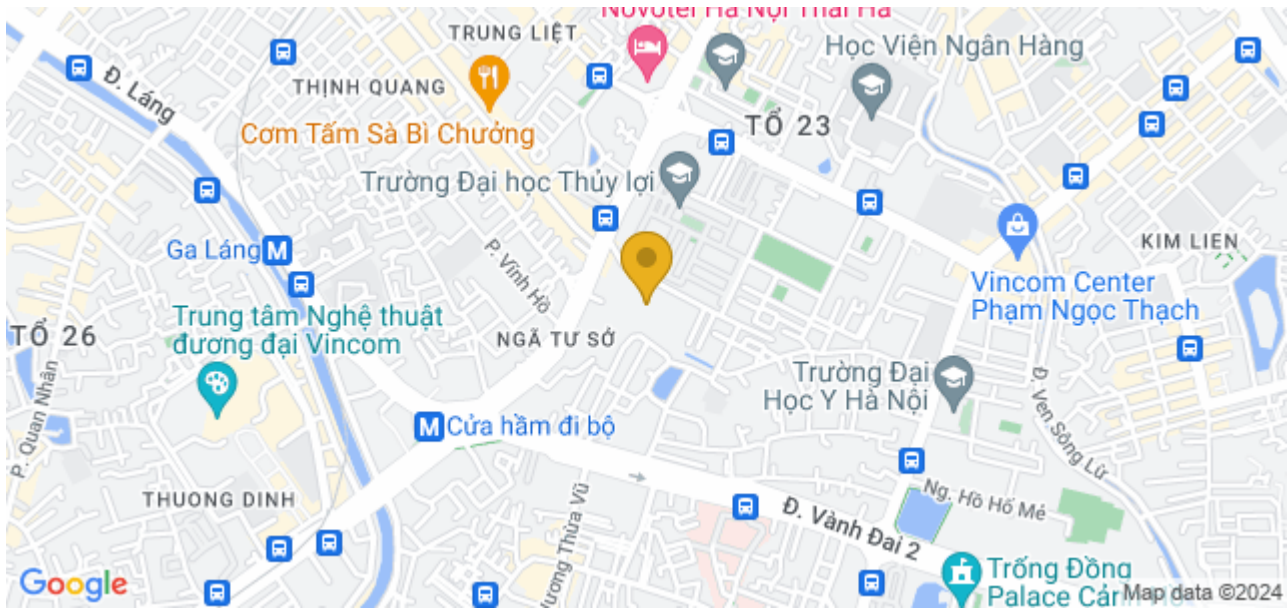 Novotel Hà Nội Thái Hà
TRUNG LIỆT
Học Viện Ngân Hàng
Đ. Láng
THỊNH QUANG
TỔ 23
Cơm Tấm Sà Bì Chưởng
Trường Đại học Thủy lợi
Ga Láng
M
P. Vĩnh Hồ
KIM LIEN
Vincom Center
Phạm Ngọc Thạch
Trung tâm Nghệ thuật
đương đại Vincom
TỔ 26
NGÃ TƯ SỞ
P. Quan Nhân
Trường Đại
Học Y Hà Nội
Đ. Ven Sông Lừ
M
Cửa hầm đi bộ
THUONG DINH
Ng. Hồ Hố Mẻ
Đ. Vành Đai 2
ương Thừa Vũ
Trống Đồng
Palace Cản
Google
Map data ©2024